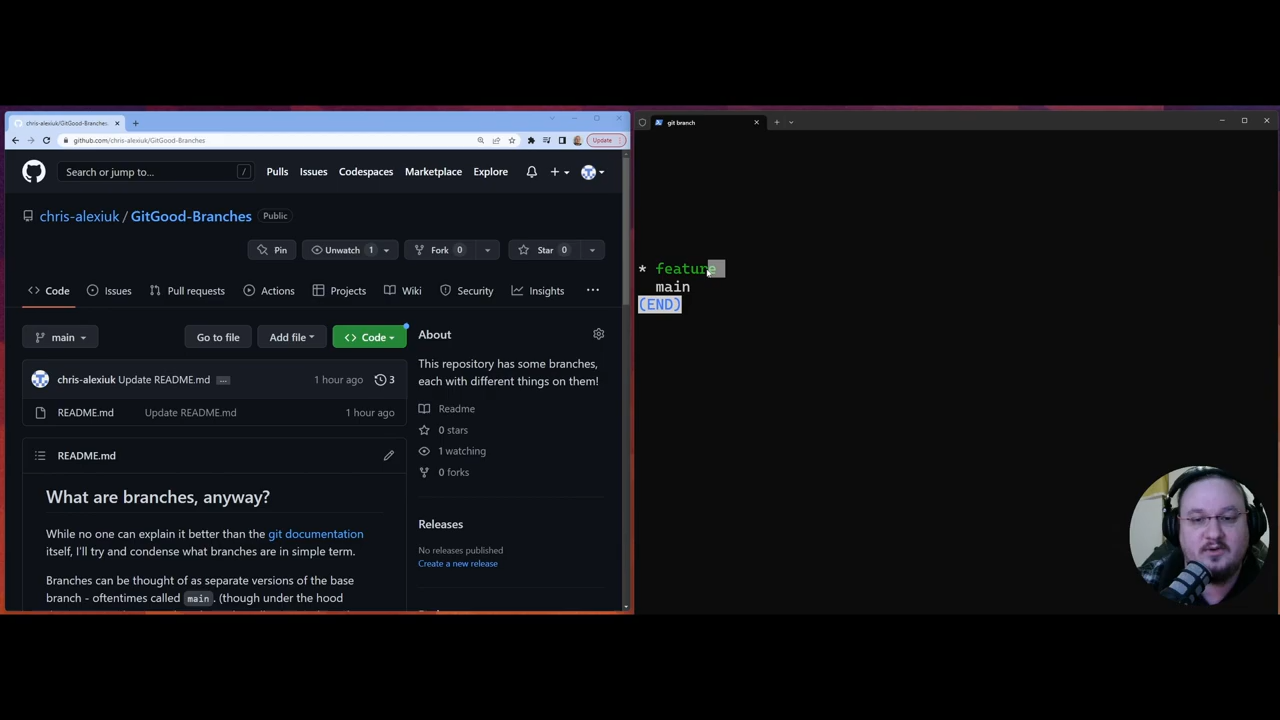 chris-alexiuk/GitGood-Branches
github.com/chris-alexiuk/GitGood-Branches
Update
Search or jump to...
/
Pulls
Issues
Codespaces
Marketplace
Explore
chris-alexiuk / GitGood-Branches
Public
Pin
Unwatch 1
Fork 0
Star 0
Code
Issues
Pull requests
Actions
Projects
Wiki
Security
Insights
main
Go to file
Add file
Code
chris-alexiuk Update README.md
1 hour ago
3
README.md
Update README.md
1 hour ago
README.md
What are branches, anyway?
While no one can explain it better than the git documentation
itself, I'll try and condense what branches are in simple term.
Branches can be thought of as separate versions of the base
branch - oftentimes called main. (though under the hood
About
This repository has some branches,
each with different things on them!
Readme
0 stars
1 watching
0 forks
Releases
No releases published
Create a new release
git branch
* feature
main
(END)